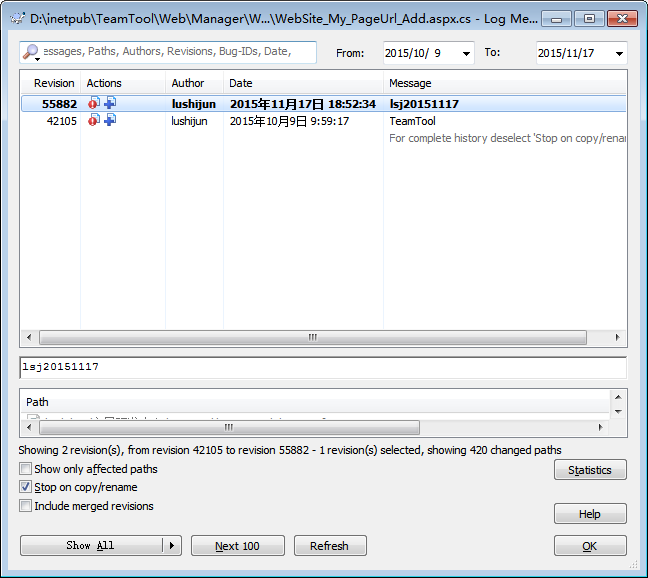 D:\inetpub\TeamTool\Web\Manager\W...\WebSite_My_PageUrl_Add.aspx.cs - Log Me...
essages, Paths, Authors, Revisions, Bug-IDs, Date,
From: 2015/10/ 9 To: 2015/11/17
Revision Actions Author Date Message
55882 lushijun 2015年11月17日 18:52:34 lsj20151117
42105 lushijun 2015年10月9日 9:59:17 TeamTool
For complete history deselect 'Stop on copy/rename
lsj20151117
Path
Showing 2 revision(s), from revision 42105 to revision 55882 - 1 revision(s) selected, showing 420 changed paths
Show only affected paths
Statistics
Stop on copy/rename
Include merged revisions
Help
Show All Next 100 Refresh OK